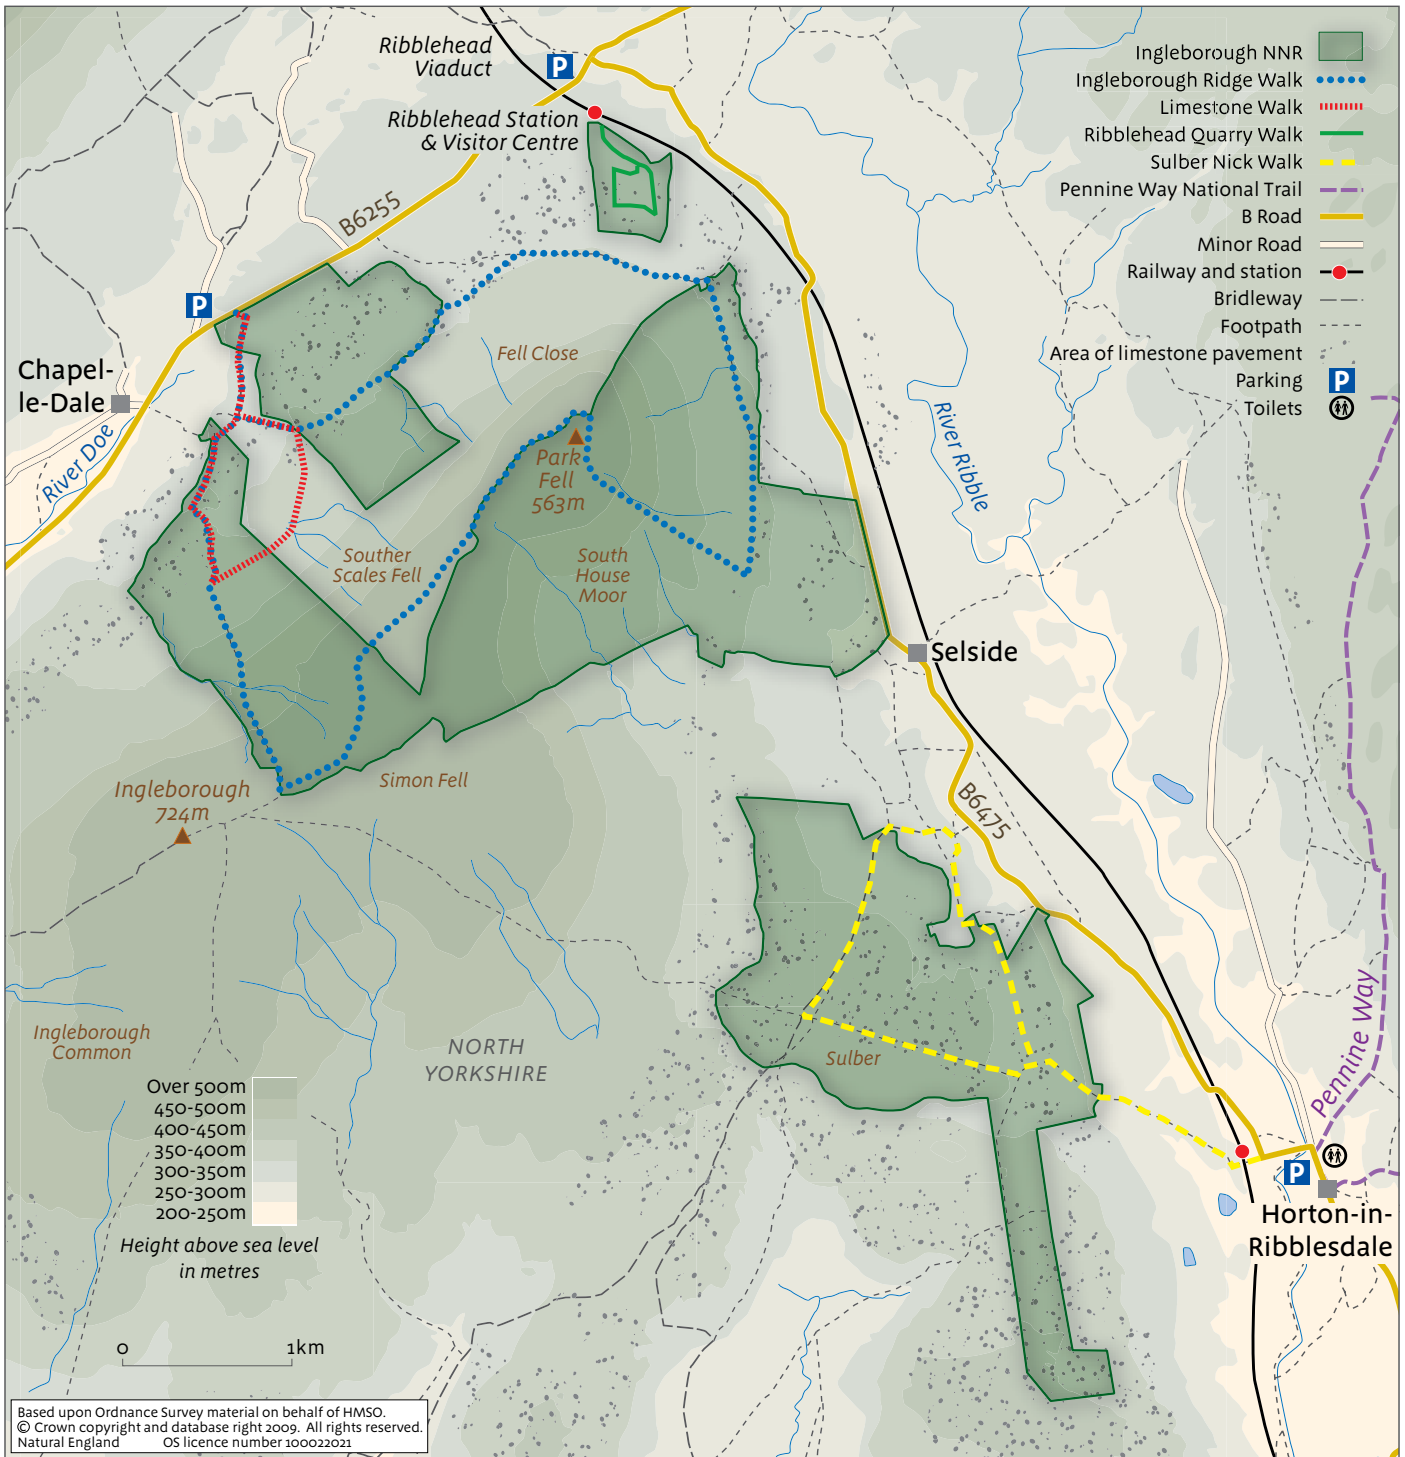 Ribblehead
Viaduct
P
Ribblehead Station
& Visitor Centre
Ingleborough NNR
Ingleborough Ridge Walk
Limestone Walk
Ribblehead Quarry Walk
Sulber Nick Walk
Pennine Way National Trail
B Road
Minor Road
Railway and station
Bridleway
Footpath
Area of limestone pavement
Parking P
Toilets
B6255
P
Chapel-
le-Dale
River Doe
Fell Close
Park
Fell
563m
River Ribble
Souther
Scales Fell
South
House
Moor
Selside
Simon Fell
Ingleborough
724m
B6475
Ingleborough
Common
NORTH
YORKSHIRE
Sulber
Pennine Way
P
Horton-in-
Ribblesdale
Over 500m
450-500m
400-450m
350-400m
300-350m
250-300m
200-250m
Height above sea level
in metres
0 1km
Based upon Ordnance Survey material on behalf of HMSO.
© Crown copyright and database right 2009. All rights reserved.
Natural England OS licence number 100022021